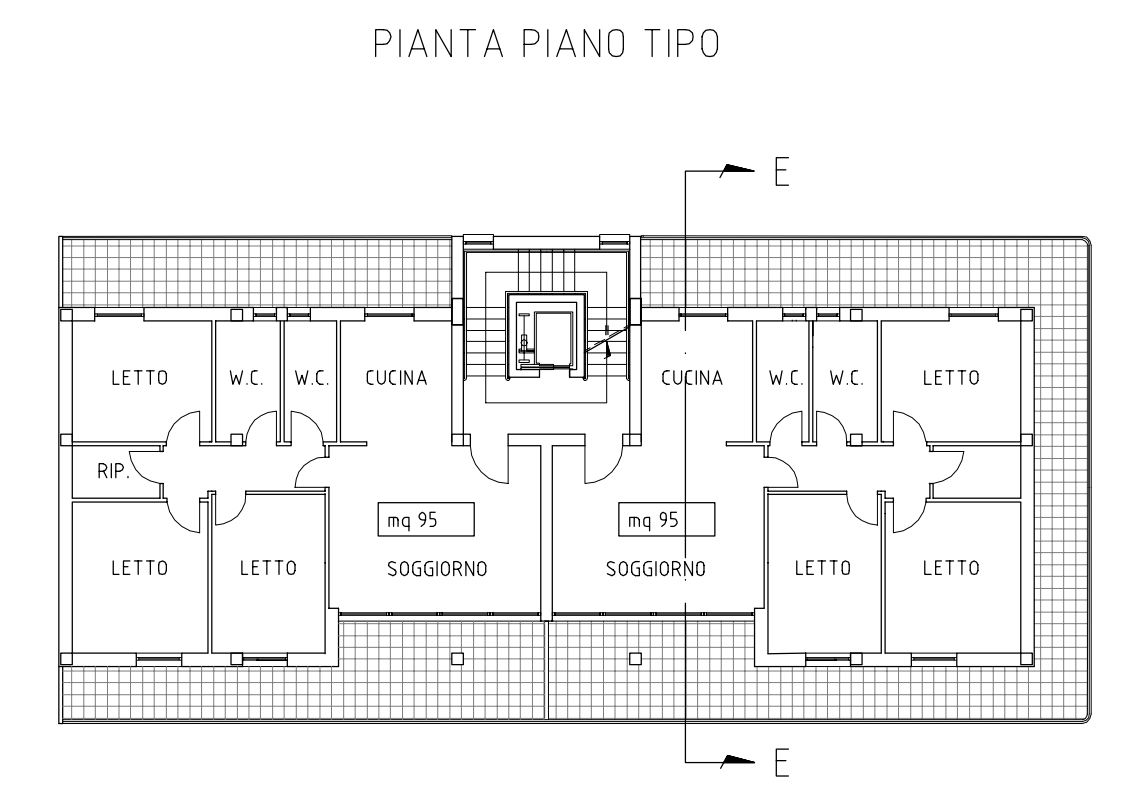 PIANTA PIANO TIPO
E
LETTO
W.C.
W.C.
CUCINA
CUCINA
W.C.
W.C.
LETTO
RIP.
mq 95
mq 95
LETTO
LETTO
SOGGIORNO
SOGGIORNO
LETTO
LETTO
E